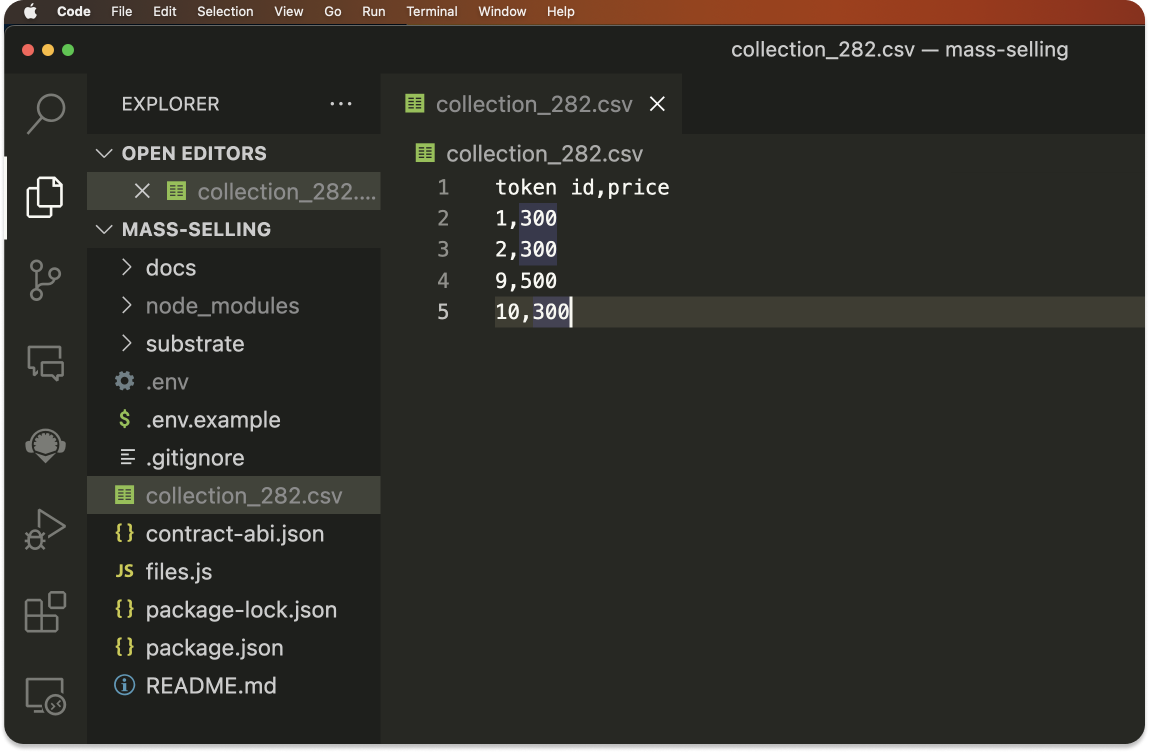 Code File Edit Selection View Go Run Terminal Window Help
collection_282.csv — mass-selling
EXPLORER ...
collection_282.csv
OPEN EDITORS
collection_282....
MASS-SELLING
docs
node_modules
substrate
.env
$ .env.example
.gitignore
collection_282.csv
{} contract-abi.json
JS files.js
{} package-lock.json
{} package.json
README.md
collection_282.csv
1 token id,price
2 1,300
3 2,300
4 9,500
5 10,300